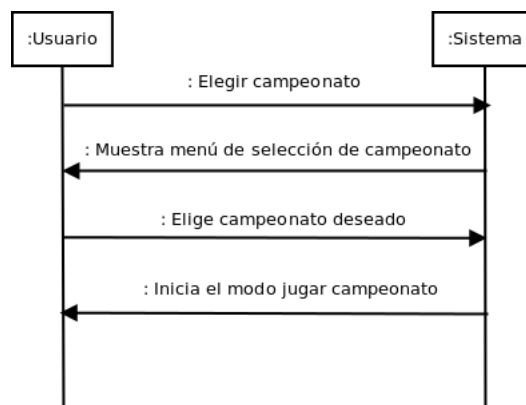 :Usuario
:Sistema
: Elegir campeonato
: Muestra menú de selección de campeonato
: Elige campeonato deseado
: Inicia el modo jugar campeonato